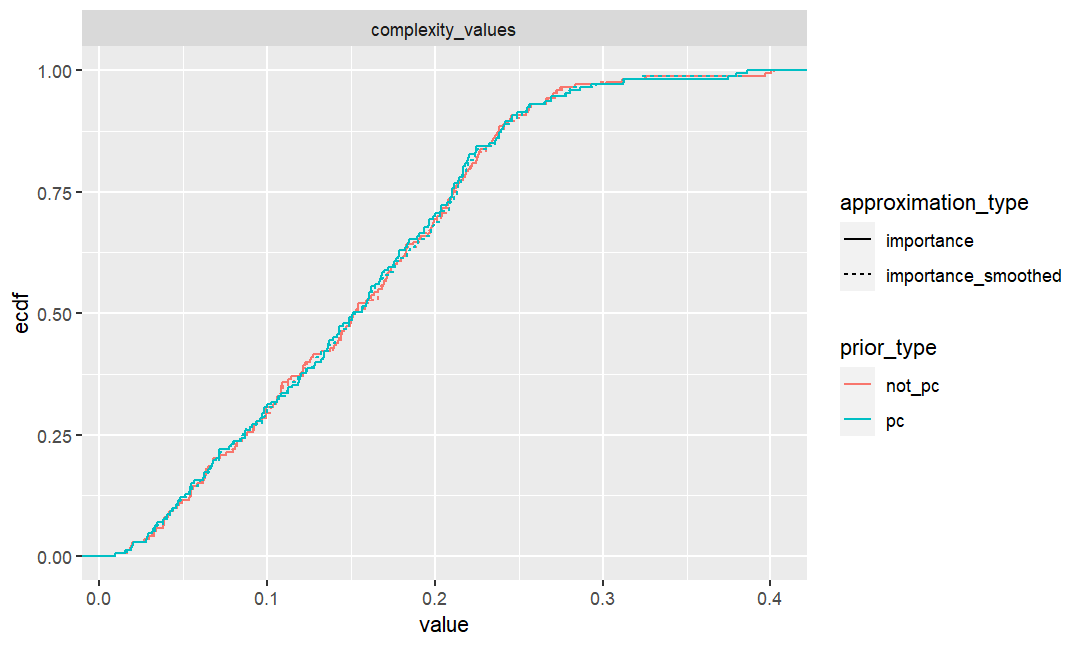 complexity_values
1.00
0.75
0.50
0.25
0.00
ecdf
0.0 0.1 0.2 0.3 0.4
value
approximation_type
importance
importance_smoothed
prior_type
not_pc
pc